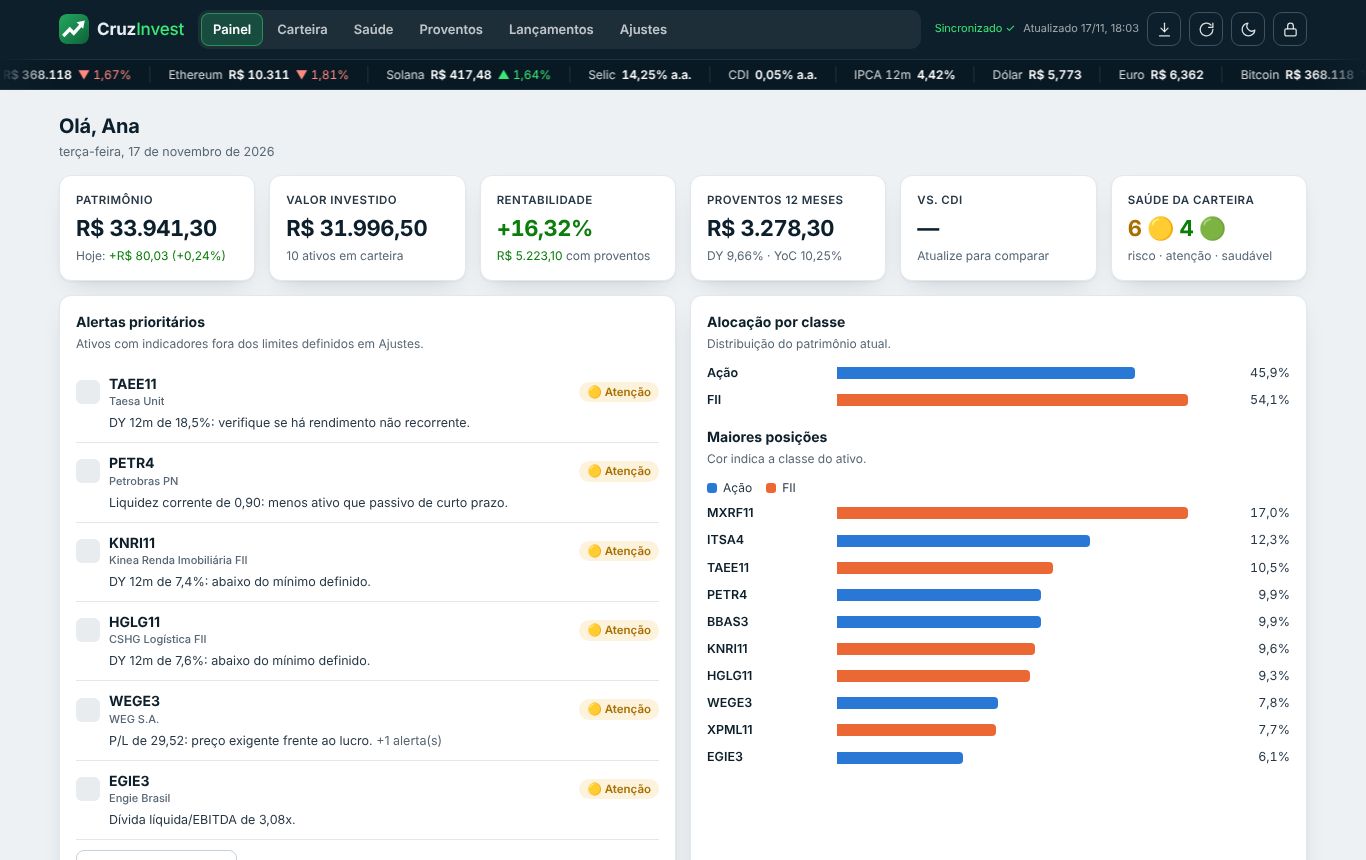 CruzInvest
Painel
Carteira
Saúde
Proventos
Lançamentos
Ajustes
Sincronizado ✓ Atualizado 17/11, 18:03
R$ 368.118 ▼ 1,67% Ethereum R$ 10.311 ▼ 1,81% Solana R$ 417,48 ▲ 1,64% Selic 14,25% a.a. CDI 0,05% a.a. IPCA 12m 4,42% Dólar R$ 5,773 Euro R$ 6,362 Bitcoin R$ 368.118
Olá, Ana
terça-feira, 17 de novembro de 2026
PATRIMÔNIO
R$ 33.941,30
Hoje: +R$ 80,03 (+0,24%)
VALOR INVESTIDO
R$ 31.996,50
10 ativos em carteira
RENTABILIDADE
+16,32%
R$ 5.223,10 com proventos
PROVENTOS 12 MESES
R$ 3.278,30
DY 9,66% · YoC 10,25%
VS. CDI
—
Atualize para comparar
SAÚDE DA CARTEIRA
6 🟡 4 🟢
risco · atenção · saudável
Alertas prioritários
Ativos com indicadores fora dos limites definidos em Ajustes.
TAEE11
Taesa Unit
🟡 Atenção
DY 12m de 18,5%: verifique se há rendimento não recorrente.
PETR4
Petrobras PN
🟡 Atenção
Liquidez corrente de 0,90: menos ativo que passivo de curto prazo.
KNRI11
Kinea Renda Imobiliária FII
🟡 Atenção
DY 12m de 7,4%: abaixo do mínimo definido.
HGLG11
CSHG Logística FII
🟡 Atenção
DY 12m de 7,6%: abaixo do mínimo definido.
WEGE3
WEG S.A.
🟡 Atenção
P/L de 29,52: preço exigente frente ao lucro. +1 alerta(s)
EGIE3
Engie Brasil
🟡 Atenção
Dívida líquida/EBITDA de 3,08x.
Alocação por classe
Distribuição do patrimônio atual.
Ação 45,9%
FII 54,1%
Maiores posições
Cor indica a classe do ativo.
Ação FII
MXRF11 17,0%
ITSA4 12,3%
TAEE11 10,5%
PETR4 9,9%
BBAS3 9,9%
KNRI11 9,6%
HGLG11 9,3%
WEGE3 7,8%
XPML11 7,7%
EGIE3 6,1%